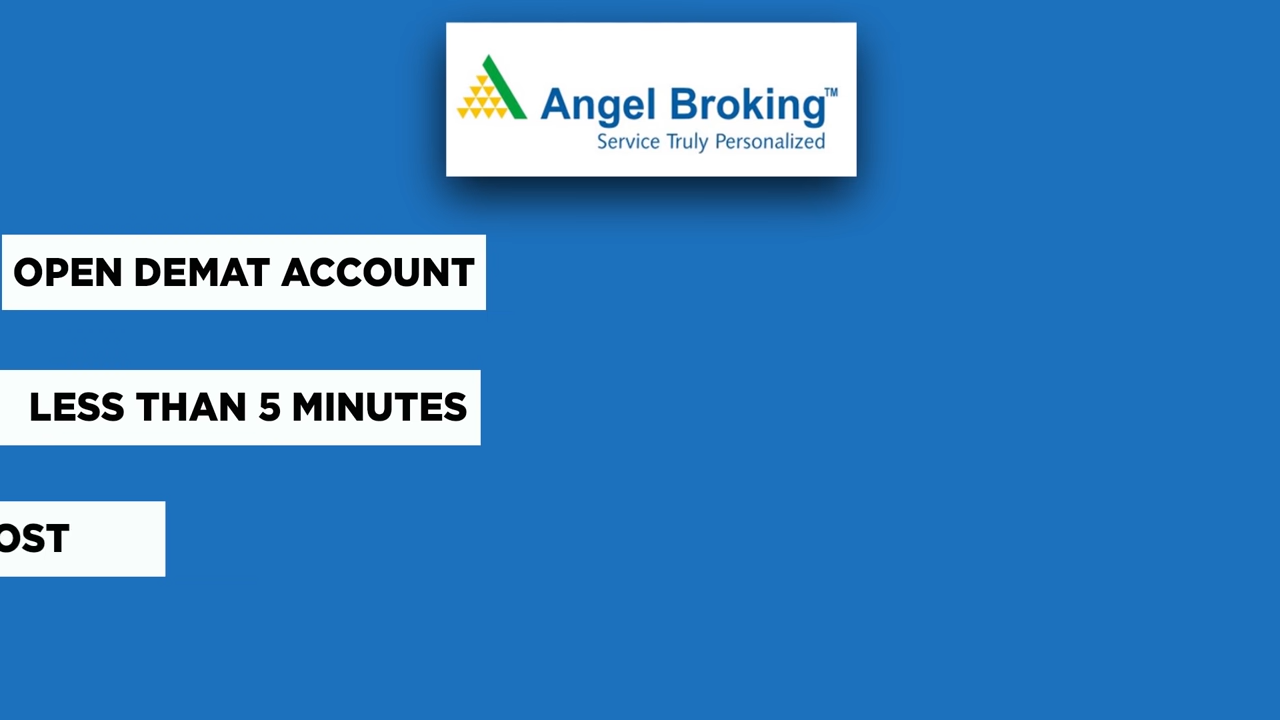 Angel Broking™
Service Truly Personalized
OPEN DEMAT ACCOUNT
LESS THAN 5 MINUTES
OST